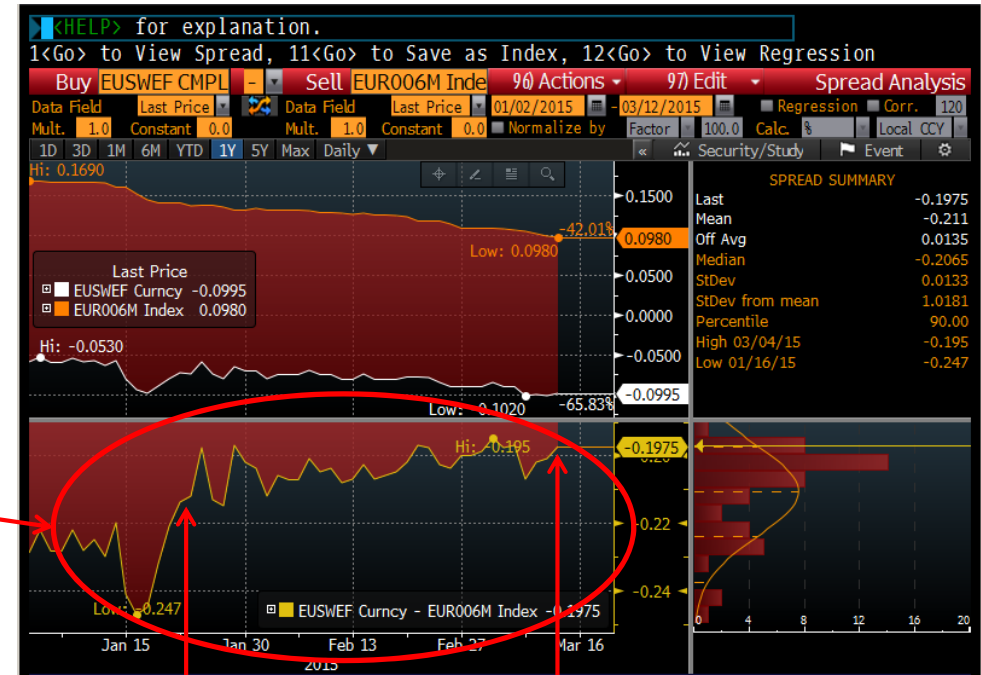 <HELP> for explanation.
1<Go> to View Spread, 11<Go> to Save as Index, 12<Go> to View Regression
Buy EUSWEF CMPL - Sell EUR006M Inde 96) Actions 97) Edit Spread Analysis
Data Field Last Price Data Field Last Price 01/02/2015 - 03/12/2015 Regression Corr. 120
Mult. 1.0 Constant 0.0 Mult. 1.0 Constant 0.0 Normalize by Factor 100.0 Calc. % Local CCY
1D 3D 1M 6M YTD 1Y 5Y Max Daily ▼ « Security/Study Event
Hi: 0.1690
SPREAD SUMMARY
Last -0.1975
Mean -0.211
Off Avg 0.0135
Median -0.2065
StDev 0.0133
StDev from mean 1.0181
Percentile 90.00
High 03/04/15 -0.195
Low 01/16/15 -0.247
0.1500
-42.01%
0.0980
Low: 0.0980
0.0500
0.0000
-0.0500
-0.0995
Last Price
EUSWEF Curncy -0.0995
EUR006M Index 0.0980
Hi: -0.0530
Low: -0.1020
-65.83%
Hi: -0.195
-0.1975
-0.20
-0.22
-0.24
Low: -0.247
EUSWEF Curncy - EUR006M Index -0.1975
0 4 8 12 16 20
Jan 15 Jan 30 Feb 13 Feb 27 Mar 16
2015